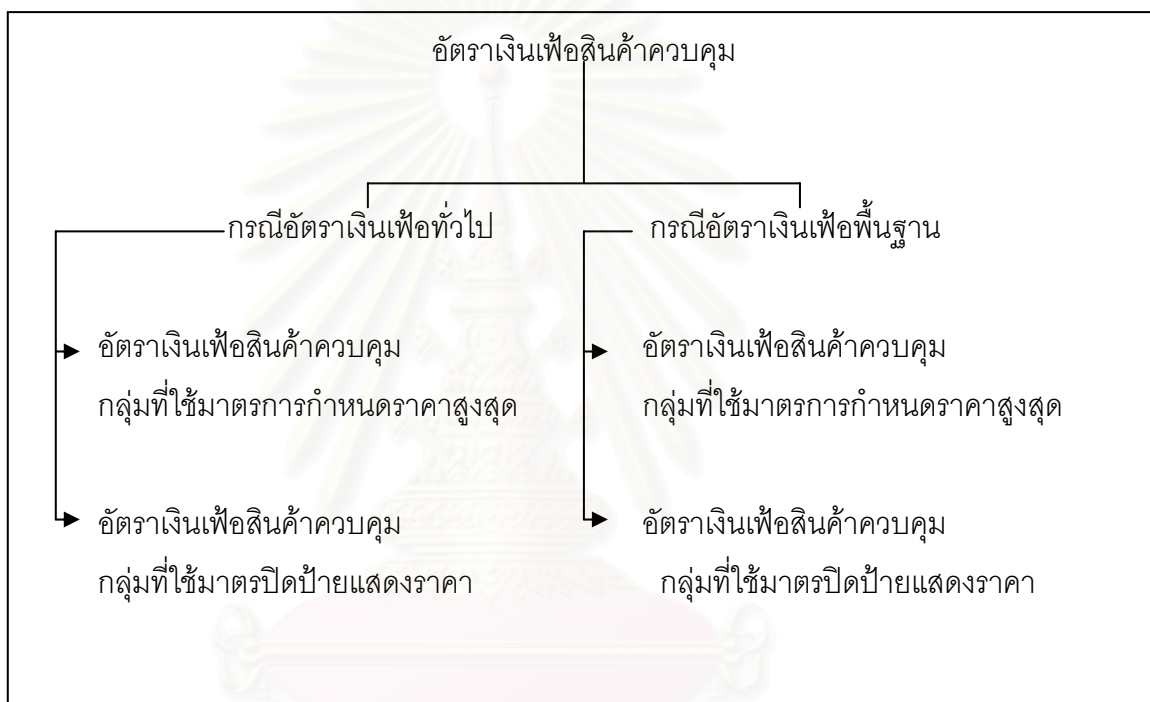 อัตราเงินเฟ้อสินค้าควบคุม
กรณีอัตราเงินเฟ้อทั่วไป
อัตราเงินเฟ้อสินค้าควบคุม
กลุ่มที่ใช้มาตรการกำหนดราคาสูงสุด
อัตราเงินเฟ้อสินค้าควบคุม
กลุ่มที่ใช้มาตรปิดป้ายแสดงราคา
กรณีอัตราเงินเฟ้อพื้นฐาน
อัตราเงินเฟ้อสินค้าควบคุม
กลุ่มที่ใช้มาตรการกำหนดราคาสูงสุด
อัตราเงินเฟ้อสินค้าควบคุม
กลุ่มที่ใช้มาตรปิดป้ายแสดงราคา